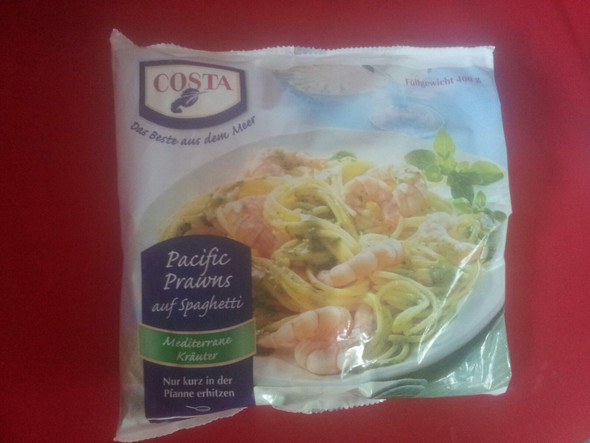 COSTA
Das Beste aus dem Meer
Füllgewicht 460 g
Pacific
Prawns
auf Spaghetti
Mediterrane
Kräuter
Nur kurz in der
Pfanne erhitzen